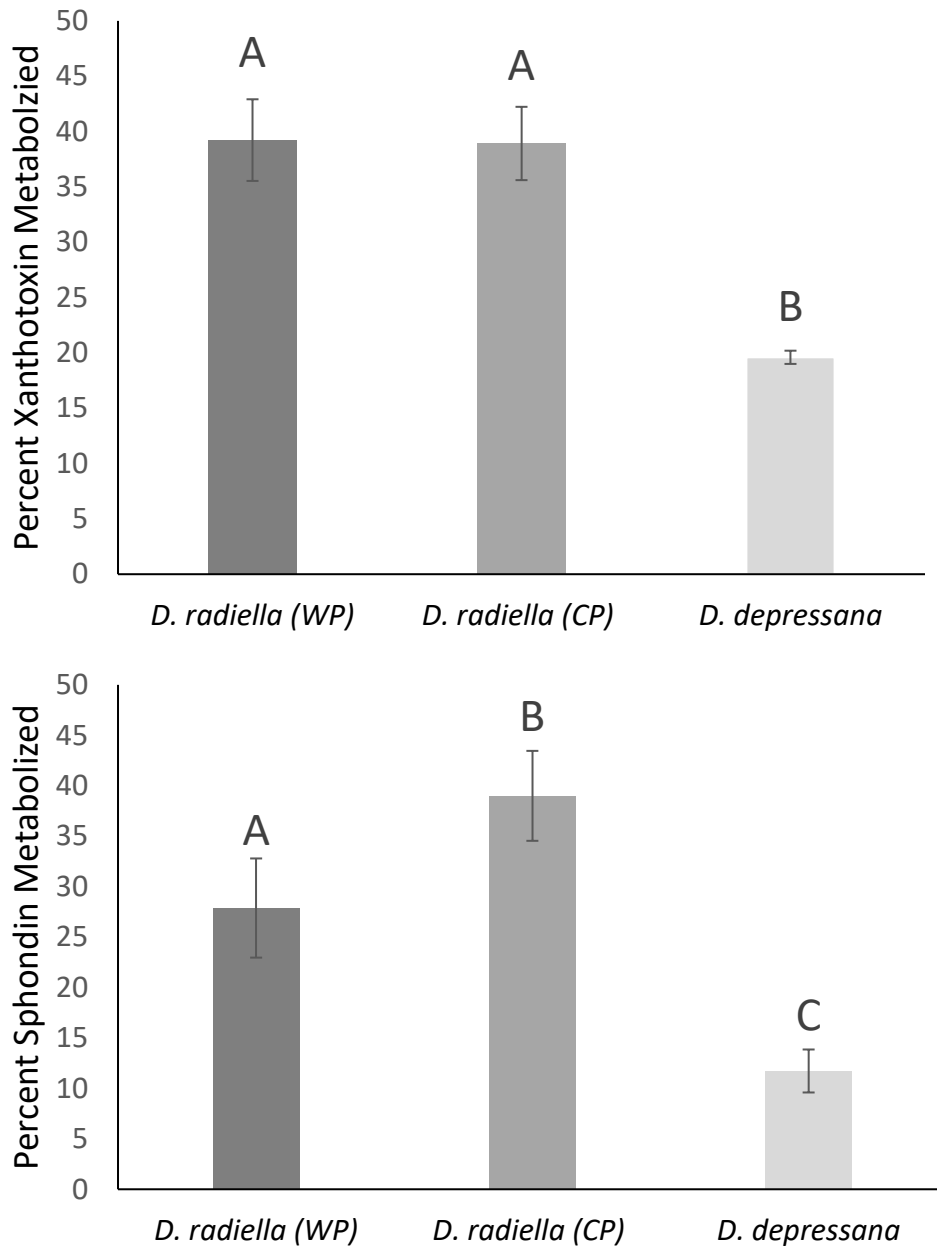 Percent Xanthotoxin Metabolzied
50
45
40
35
30
25
20
15
10
5
0
A
A
B
D. radiella (WP)
D. radiella (CP)
D. depressana
Percent Sphondin Metabolized
50
45
40
35
30
25
20
15
10
5
0
A
B
C
D. radiella (WP)
D. radiella (CP)
D. depressana